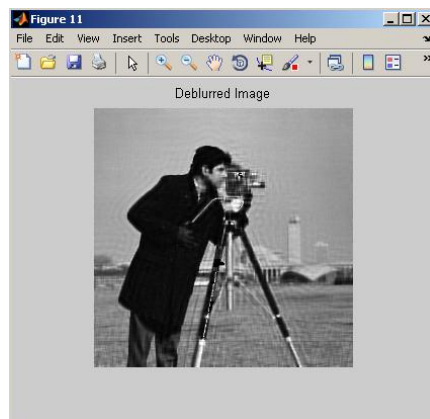 Figure 11
File Edit View Insert Tools Desktop Window Help
Deblurred Image